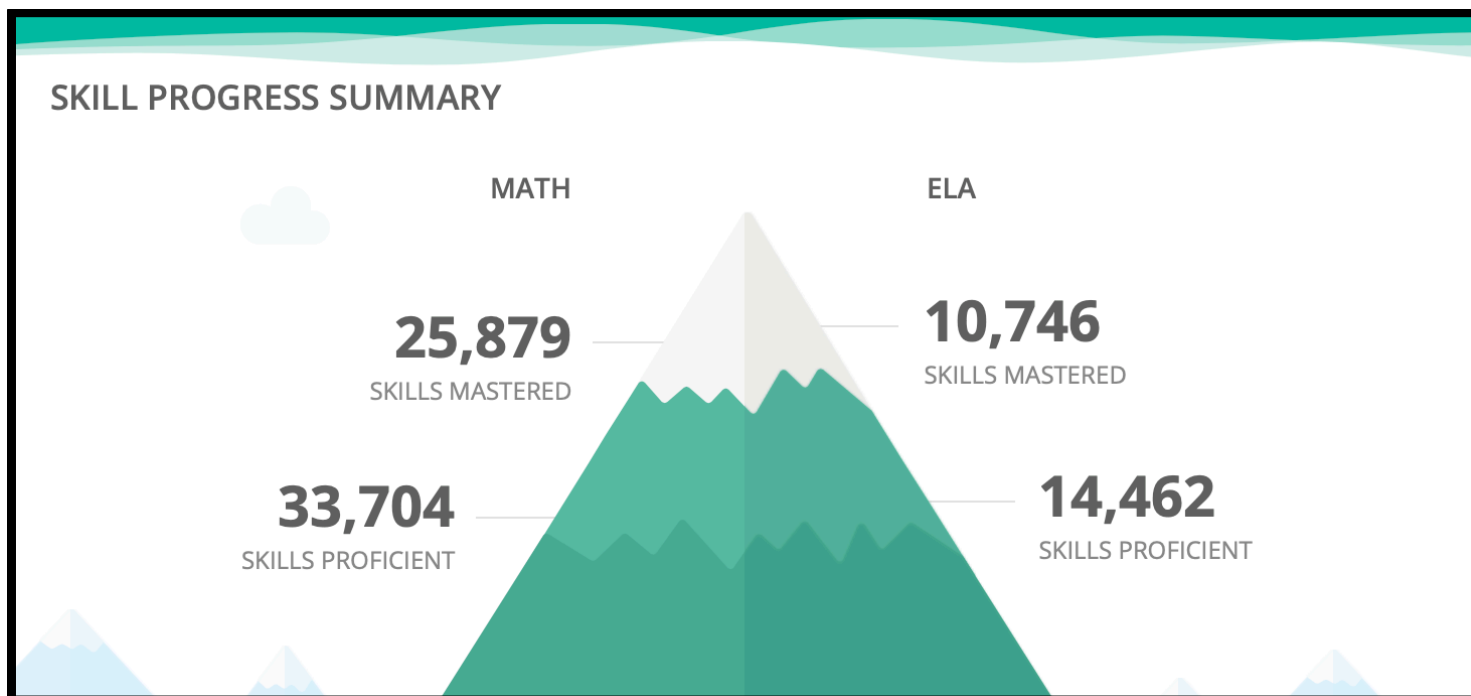 SKILL PROGRESS SUMMARY
MATH
25,879
SKILLS MASTERED
33,704
SKILLS PROFICIENT
ELA
10,746
SKILLS MASTERED
14,462
SKILLS PROFICIENT